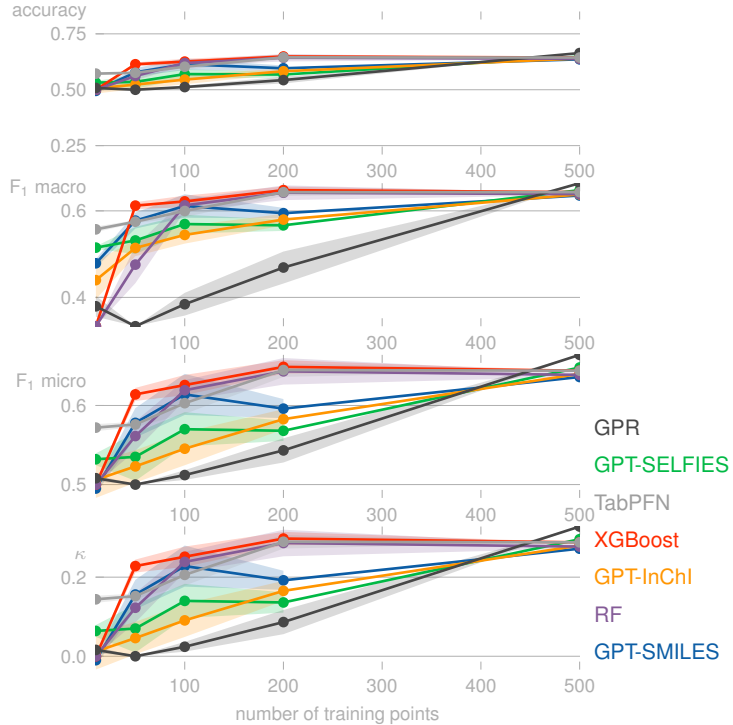 accuracy
0.75
0.50
0.25
100 200 300 400 500
F1 macro
0.6
0.4
100 200 300 400 500
F1 micro
0.6
0.5
100 200 300 400 500
κ
0.2
0.0
100 200 300 400 500
number of training points
GPR
GPT-SELFIES
TabPFN
XGBoost
GPT-InChI
RF
GPT-SMILES